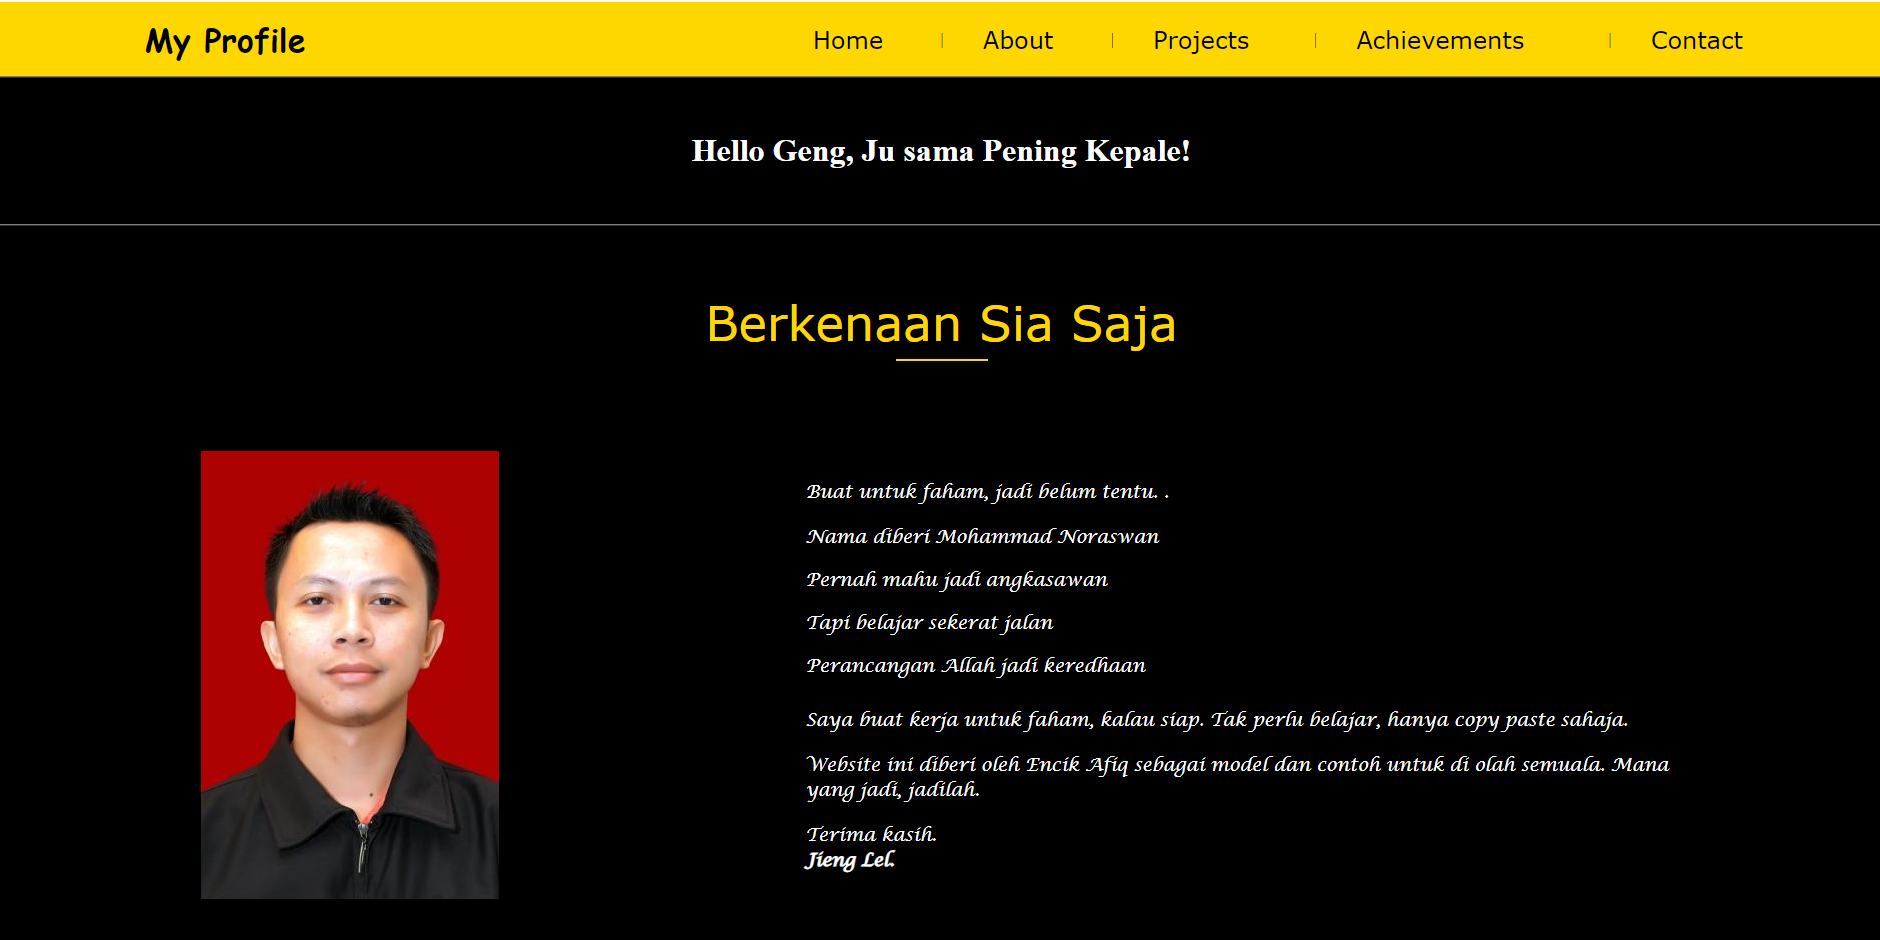 My Profile
Home
About
Projects
Achievements
Contact
Hello Geng, Ju sama Pening Kepale!
Berkenaan Sia Saja
Buat untuk faham, jadi belum tentu. .
Nama diberi Mohammad Noraswan
Pernah mahu jadi angkasawan
Tapi belajar sekerat jalan
Perancangan Allah jadi keredhaan
Saya buat kerja untuk faham, kalau siap. Tak perlu belajar, hanya copy paste sahaja.
Website ini diberi oleh Encik Afiq sebagai model dan contoh untuk di olah semuala. Mana
yang jadi, jadilah.
Terima kasih.
Jieng Lel.